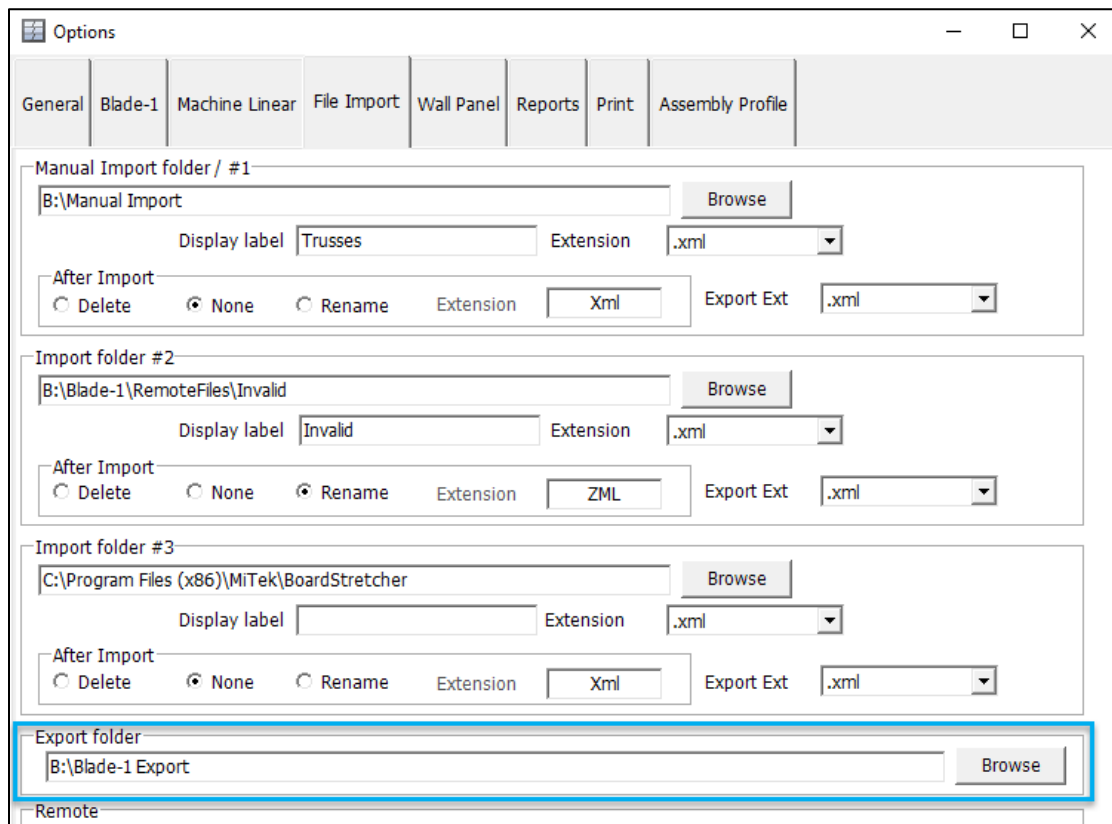 Options
General Blade-1 Machine Linear File Import Wall Panel Reports Print Assembly Profile
Manual Import folder / #1
B:\Manual Import Browse
Display label Trusses Extension .xml
After Import
Delete None Rename Extension Xml Export Ext .xml
Import folder #2
B:\Blade-1\RemoteFiles\Invalid Browse
Display label Invalid Extension .xml
After Import
Delete None Rename Extension ZML Export Ext .xml
Import folder #3
C:\Program Files (x86)\MiTek\BoardStretcher Browse
Display label Extension .xml
After Import
Delete None Rename Extension Xml Export Ext .xml
Export folder
B:\Blade-1 Export Browse
Remote